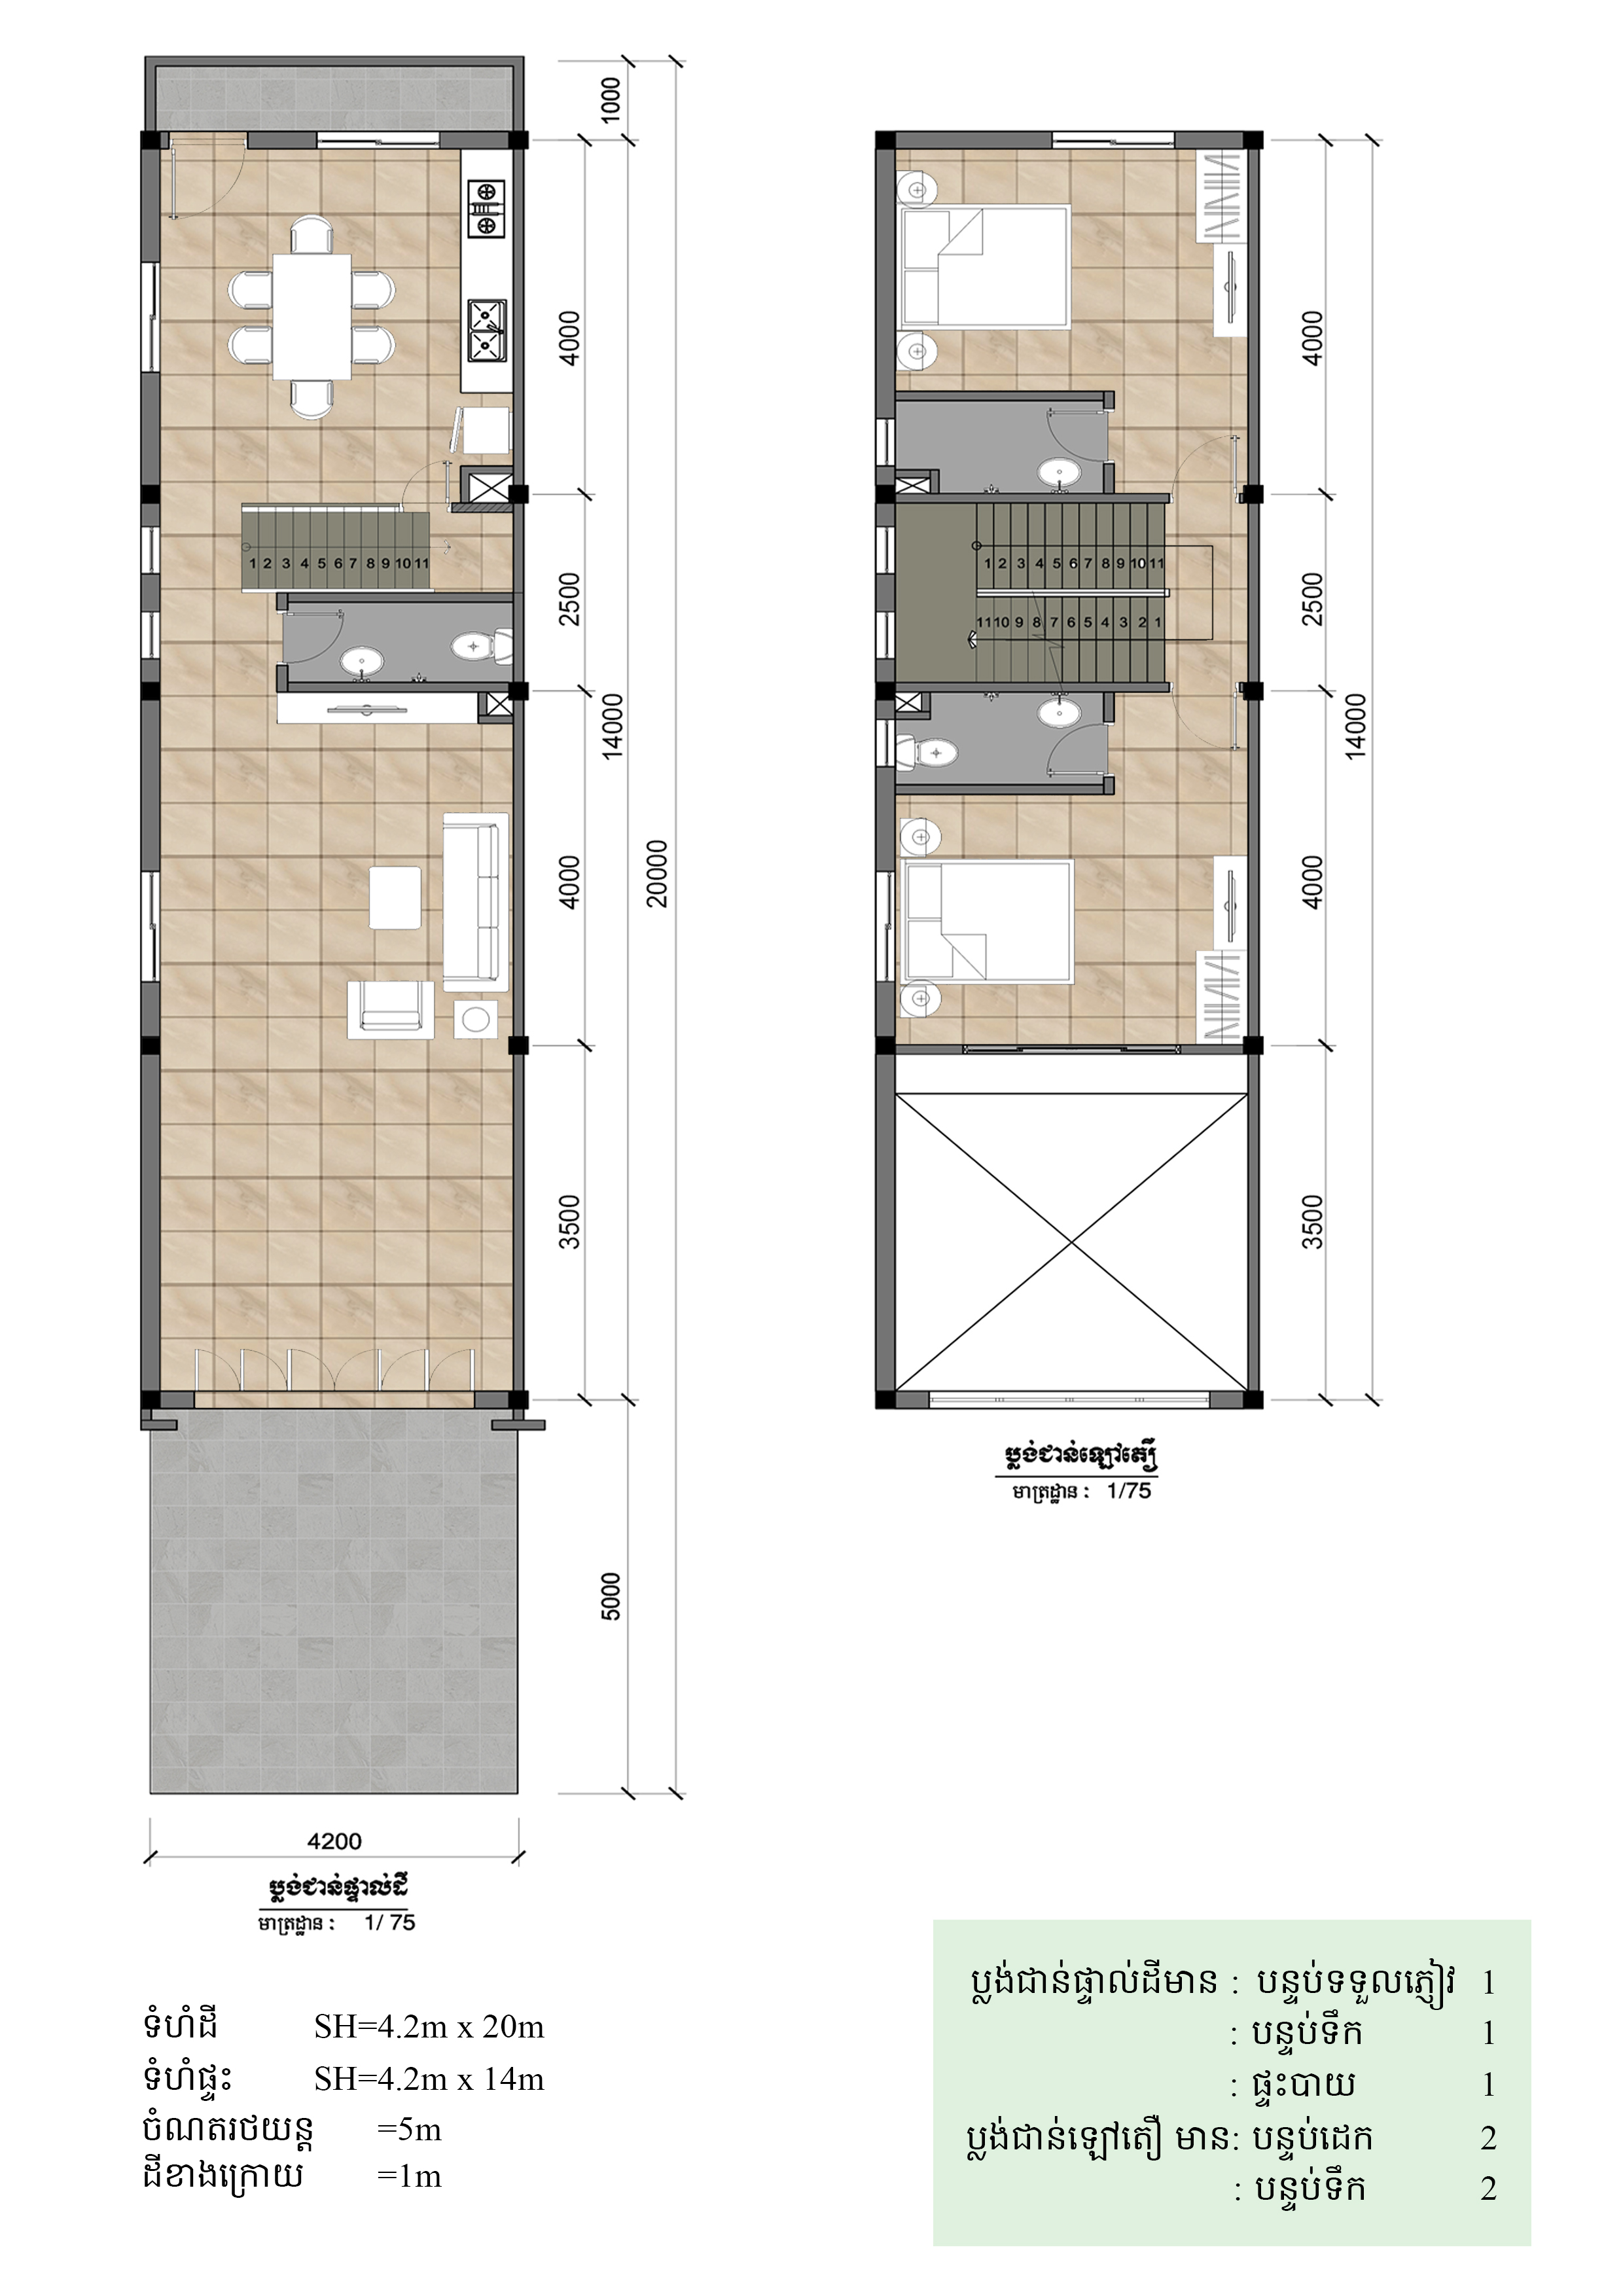 1000
4000
2500
14000
4000
20000
3500
5000
1 2 3 4 5 6 7 8 9 10 11
4200
ប្លង់ជាន់ផ្ទាល់ដី
មាត្រដ្ឋាន : 1/ 75
4000
2500
14000
4000
3500
1 2 3 4 5 6 7 8 9 10 11
11 10 9 8 7 6 5 4 3 2 1
ប្លង់ជាន់ឡៅតឿ
មាត្រដ្ឋាន : 1/75
ទំហំដី SH=4.2m x 20m
ទំហំផ្ទះ SH=4.2m x 14m
ចំណតរថយន្ត =5m
ដីខាងក្រោយ =1m
ប្លង់ជាន់ផ្ទាល់ដីមាន : បន្ទប់ទទួលភ្ញៀវ 1
: បន្ទប់ទឹក 1
: ផ្ទះបាយ 1
ប្លង់ជាន់ឡៅតឿ មាន: បន្ទប់ដេក 2
: បន្ទប់ទឹក 2